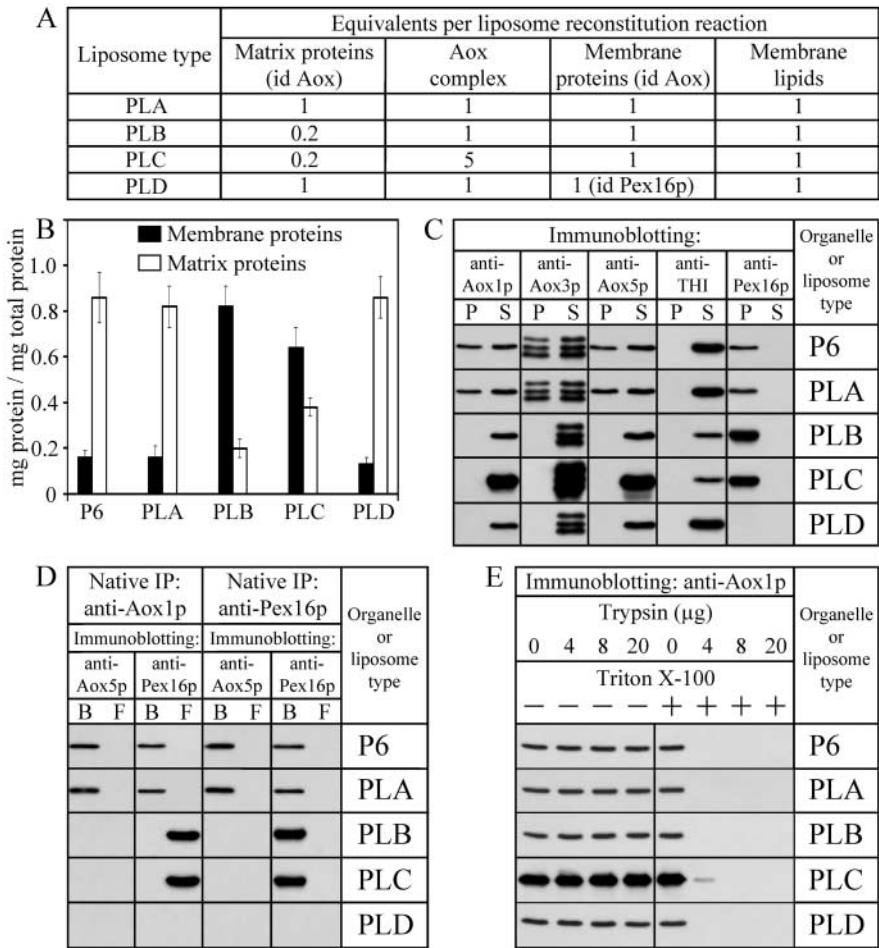 A
Equivalents per liposome reconstitution reaction
Liposome type
Matrix proteins (id Aox)
Aox complex
Membrane proteins (id Aox)
Membrane lipids
PLA 1 1 1 1
PLB 0.2 1 1 1
PLC 0.2 5 1 1
PLD 1 1 1 (id Pex16p) 1
B
mg protein / mg total protein
Membrane proteins
Matrix proteins
1.0
0.8
0.6
0.4
0.2
0
P6 PLA PLB PLC PLD
C
Immunoblotting:
Organelle or liposome type
anti-Aox1p anti-Aox3p anti-Aox5p anti-THI anti-Pex16p
P S P S P S P S P S
P6
PLA
PLB
PLC
PLD
D
Native IP: anti-Aox1p
Native IP: anti-Pex16p
Organelle or liposome type
Immunoblotting: Immunoblotting:
anti-Aox5p anti-Pex16p anti-Aox5p anti-Pex16p
B F B F B F B F
P6
PLA
PLB
PLC
PLD
E
Immunoblotting: anti-Aox1p
Organelle or liposome type
Trypsin (µg)
0 4 8 20 0 4 8 20
Triton X-100
− − − − + + + +
P6
PLA
PLB
PLC
PLD